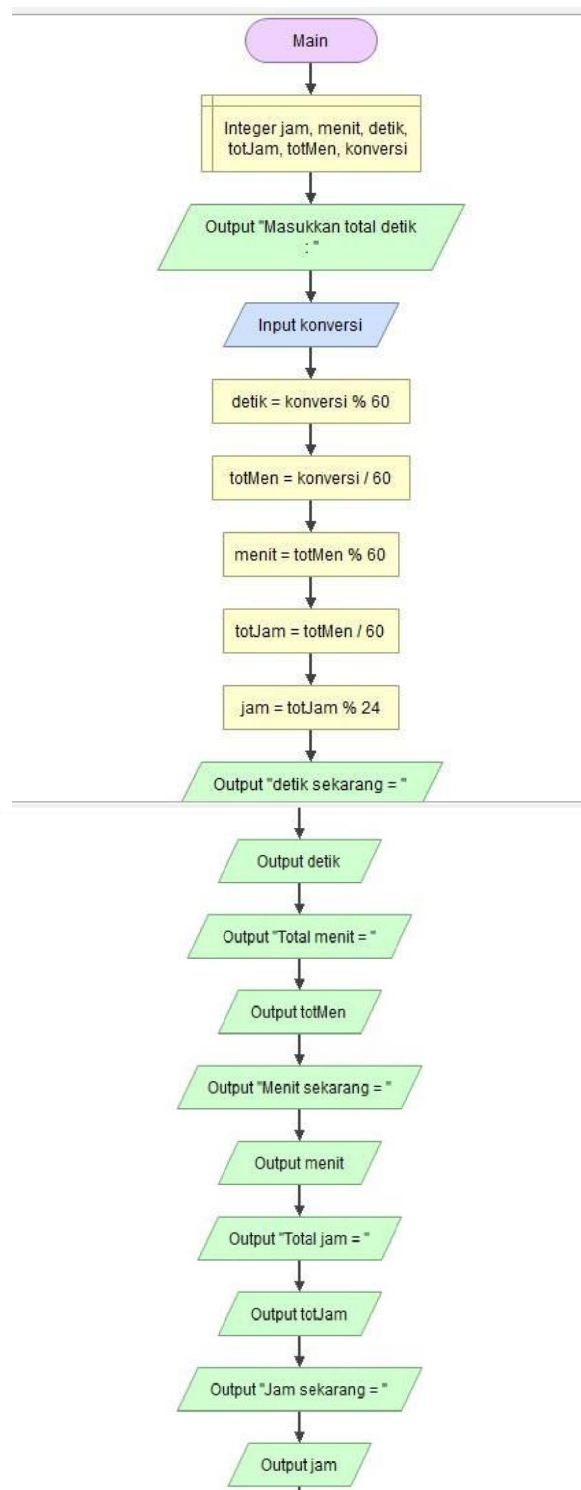 Main
Integer jam, menit, detik,
totJam, totMen, konversi
Output "Masukkan total detik
: "
Input konversi
detik = konversi % 60
totMen = konversi / 60
menit = totMen % 60
totJam = totMen / 60
jam = totJam % 24
Output "detik sekarang = "
Output detik
Output "Total menit = "
Output totMen
Output "Menit sekarang = "
Output menit
Output "Total jam = "
Output totJam
Output "Jam sekarang = "
Output jam